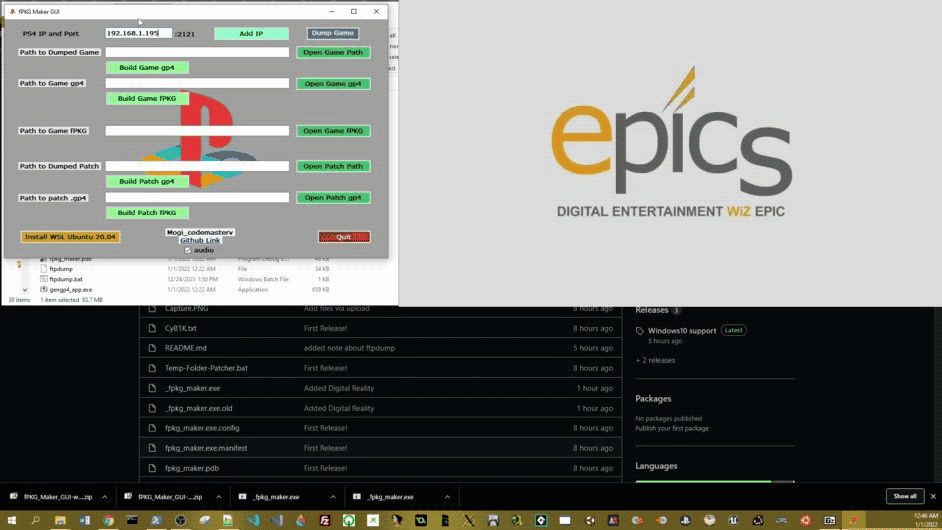 fPKG Maker GUI
PS4 IP and Port 192.168.1.195 :2121 Add IP Dump Game
Path to Dumped Game Open Game Path
Build Game gp4
Path to Game gp4 Open Game gp4
Build Game fPKG
Path to Game fPKG Open Game fPKG
Path to Dumped Patch Open Patch Path
Build Patch gp4
Path to patch .gp4 Open Patch gp4
Build Patch fPKG
Install WSL Ubuntu 20.04 Mogi_codemasterv Quit
Github Link
audio
fpkg_maker.pdb 1/1/2022 12:22 AM Program Debug D... 46 KB
ftpdump 1/1/2022 12:22 AM File 34 KB
ftpdump.bat 12/24/2021 1:50 PM Windows Batch File 1 KB
gengp4_app.exe 1/1/2022 12:22 AM Application 659 KB
30 items 1 item selected 93.7 MB
epics
DIGITAL ENTERTAINMENT WiZ EPIC
Capture.PNG Add files via upload 8 hours ago
CyB1K.txt First Release! 8 hours ago
README.md added note about ftpdump 5 hours ago
Temp-Folder-Patcher.bat First Release! 8 hours ago
_fpkg_maker.exe Added Digital Reality 1 hour ago
_fpkg_maker.exe.old Added Digital Reality 1 hour ago
fpkg_maker.exe.config First Release! 8 hours ago
fpkg_maker.exe.manifest First Release! 8 hours ago
fpkg_maker.pdb First Release! 8 hours ago
Releases 3
Windows10 support Latest
5 hours ago
+ 2 releases
Packages
No packages published
Publish your first package
Languages
fPKG_Maker_GUI-w....zip fPKG_Maker_GUI-....zip _fpkg_maker.exe _fpkg_maker.exe Show all
12:46 AM
1/1/2022